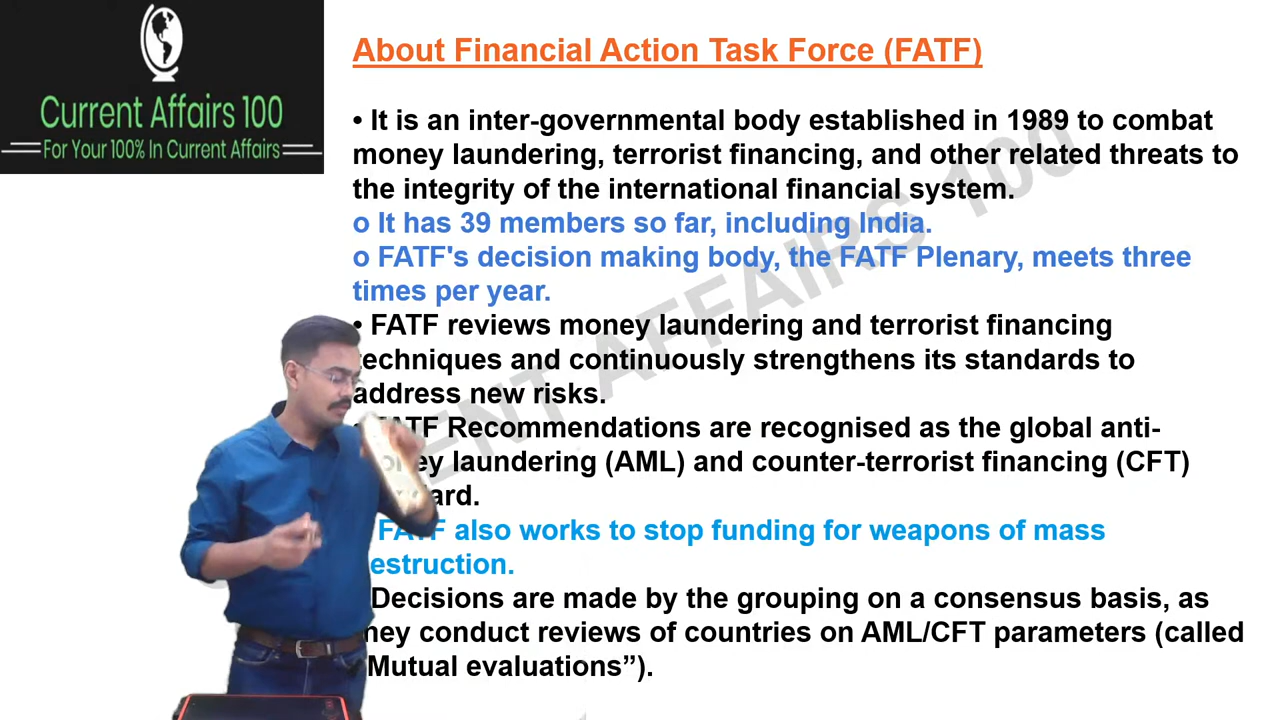 Current Affairs 100
For Your 100% In Current Affairs
About Financial Action Task Force (FATF)
• It is an inter-governmental body established in 1989 to combat
money laundering, terrorist financing, and other related threats to
the integrity of the international financial system.
o It has 39 members so far, including India.
o FATF's decision making body, the FATF Plenary, meets three
times per year.
• FATF reviews money laundering and terrorist financing
techniques and continuously strengthens its standards to
address new risks.
FATF Recommendations are recognised as the global anti-
laundering (AML) and counter-terrorist financing (CFT)
FATF also works to stop funding for weapons of mass
estruction.
Decisions are made by the grouping on a consensus basis, as
they conduct reviews of countries on AML/CFT parameters (called
Mutual evaluations”).
AFFAIRS 100